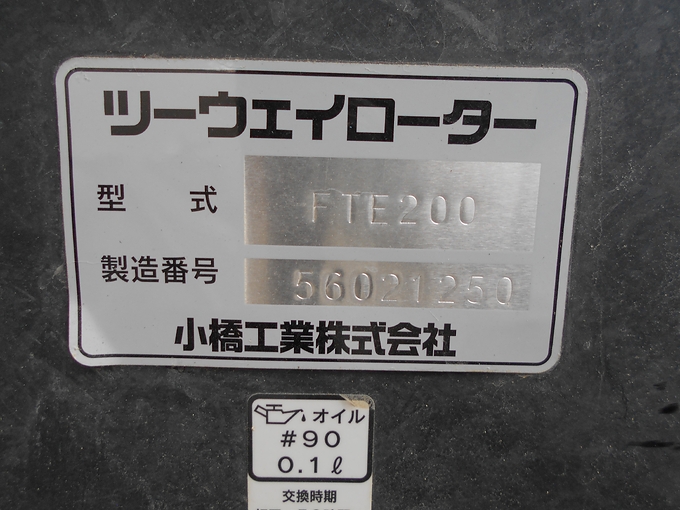 ツーウェイローター
型式 FTE200
製造番号 56021250
小橋工業株式会社
オイル
#90
0.1ℓ
交換時期